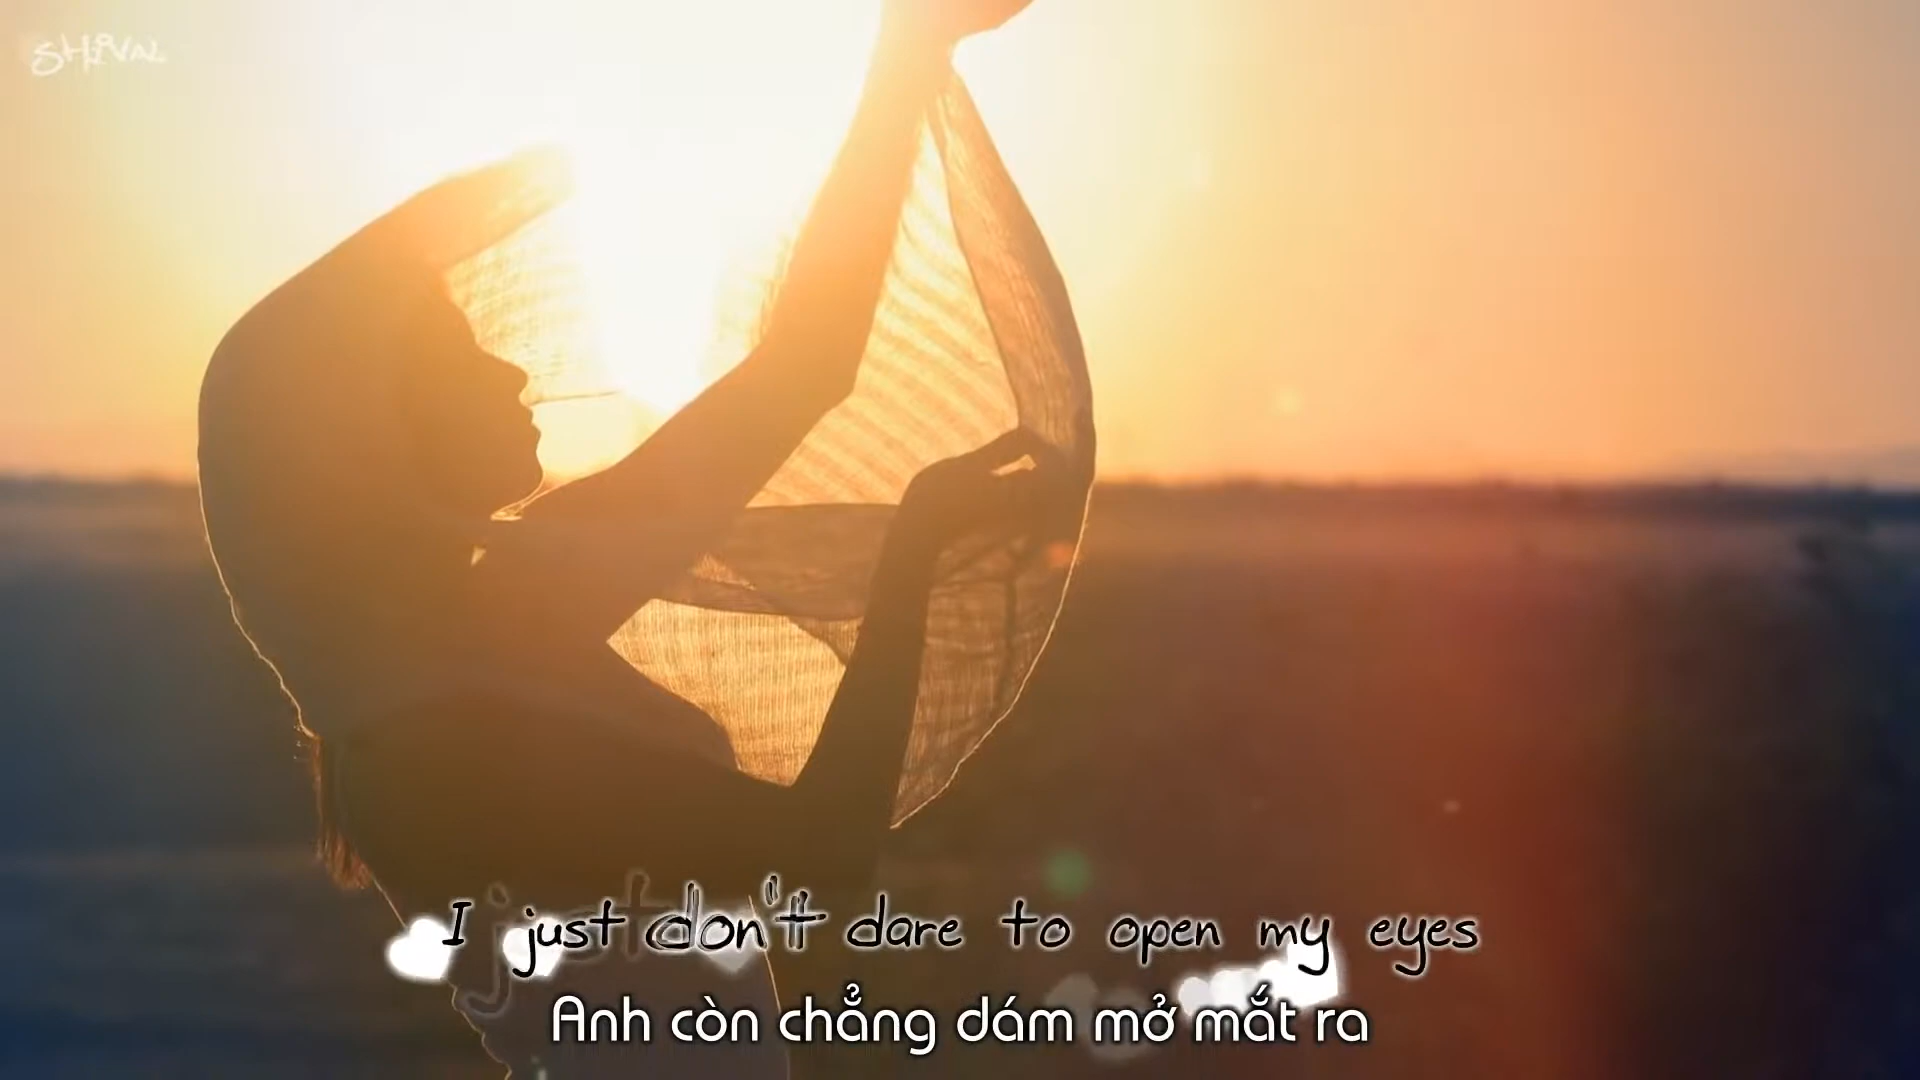 SHIVAL
I just don't dare to open my eyes
Anh còn chẳng dám mở mắt ra